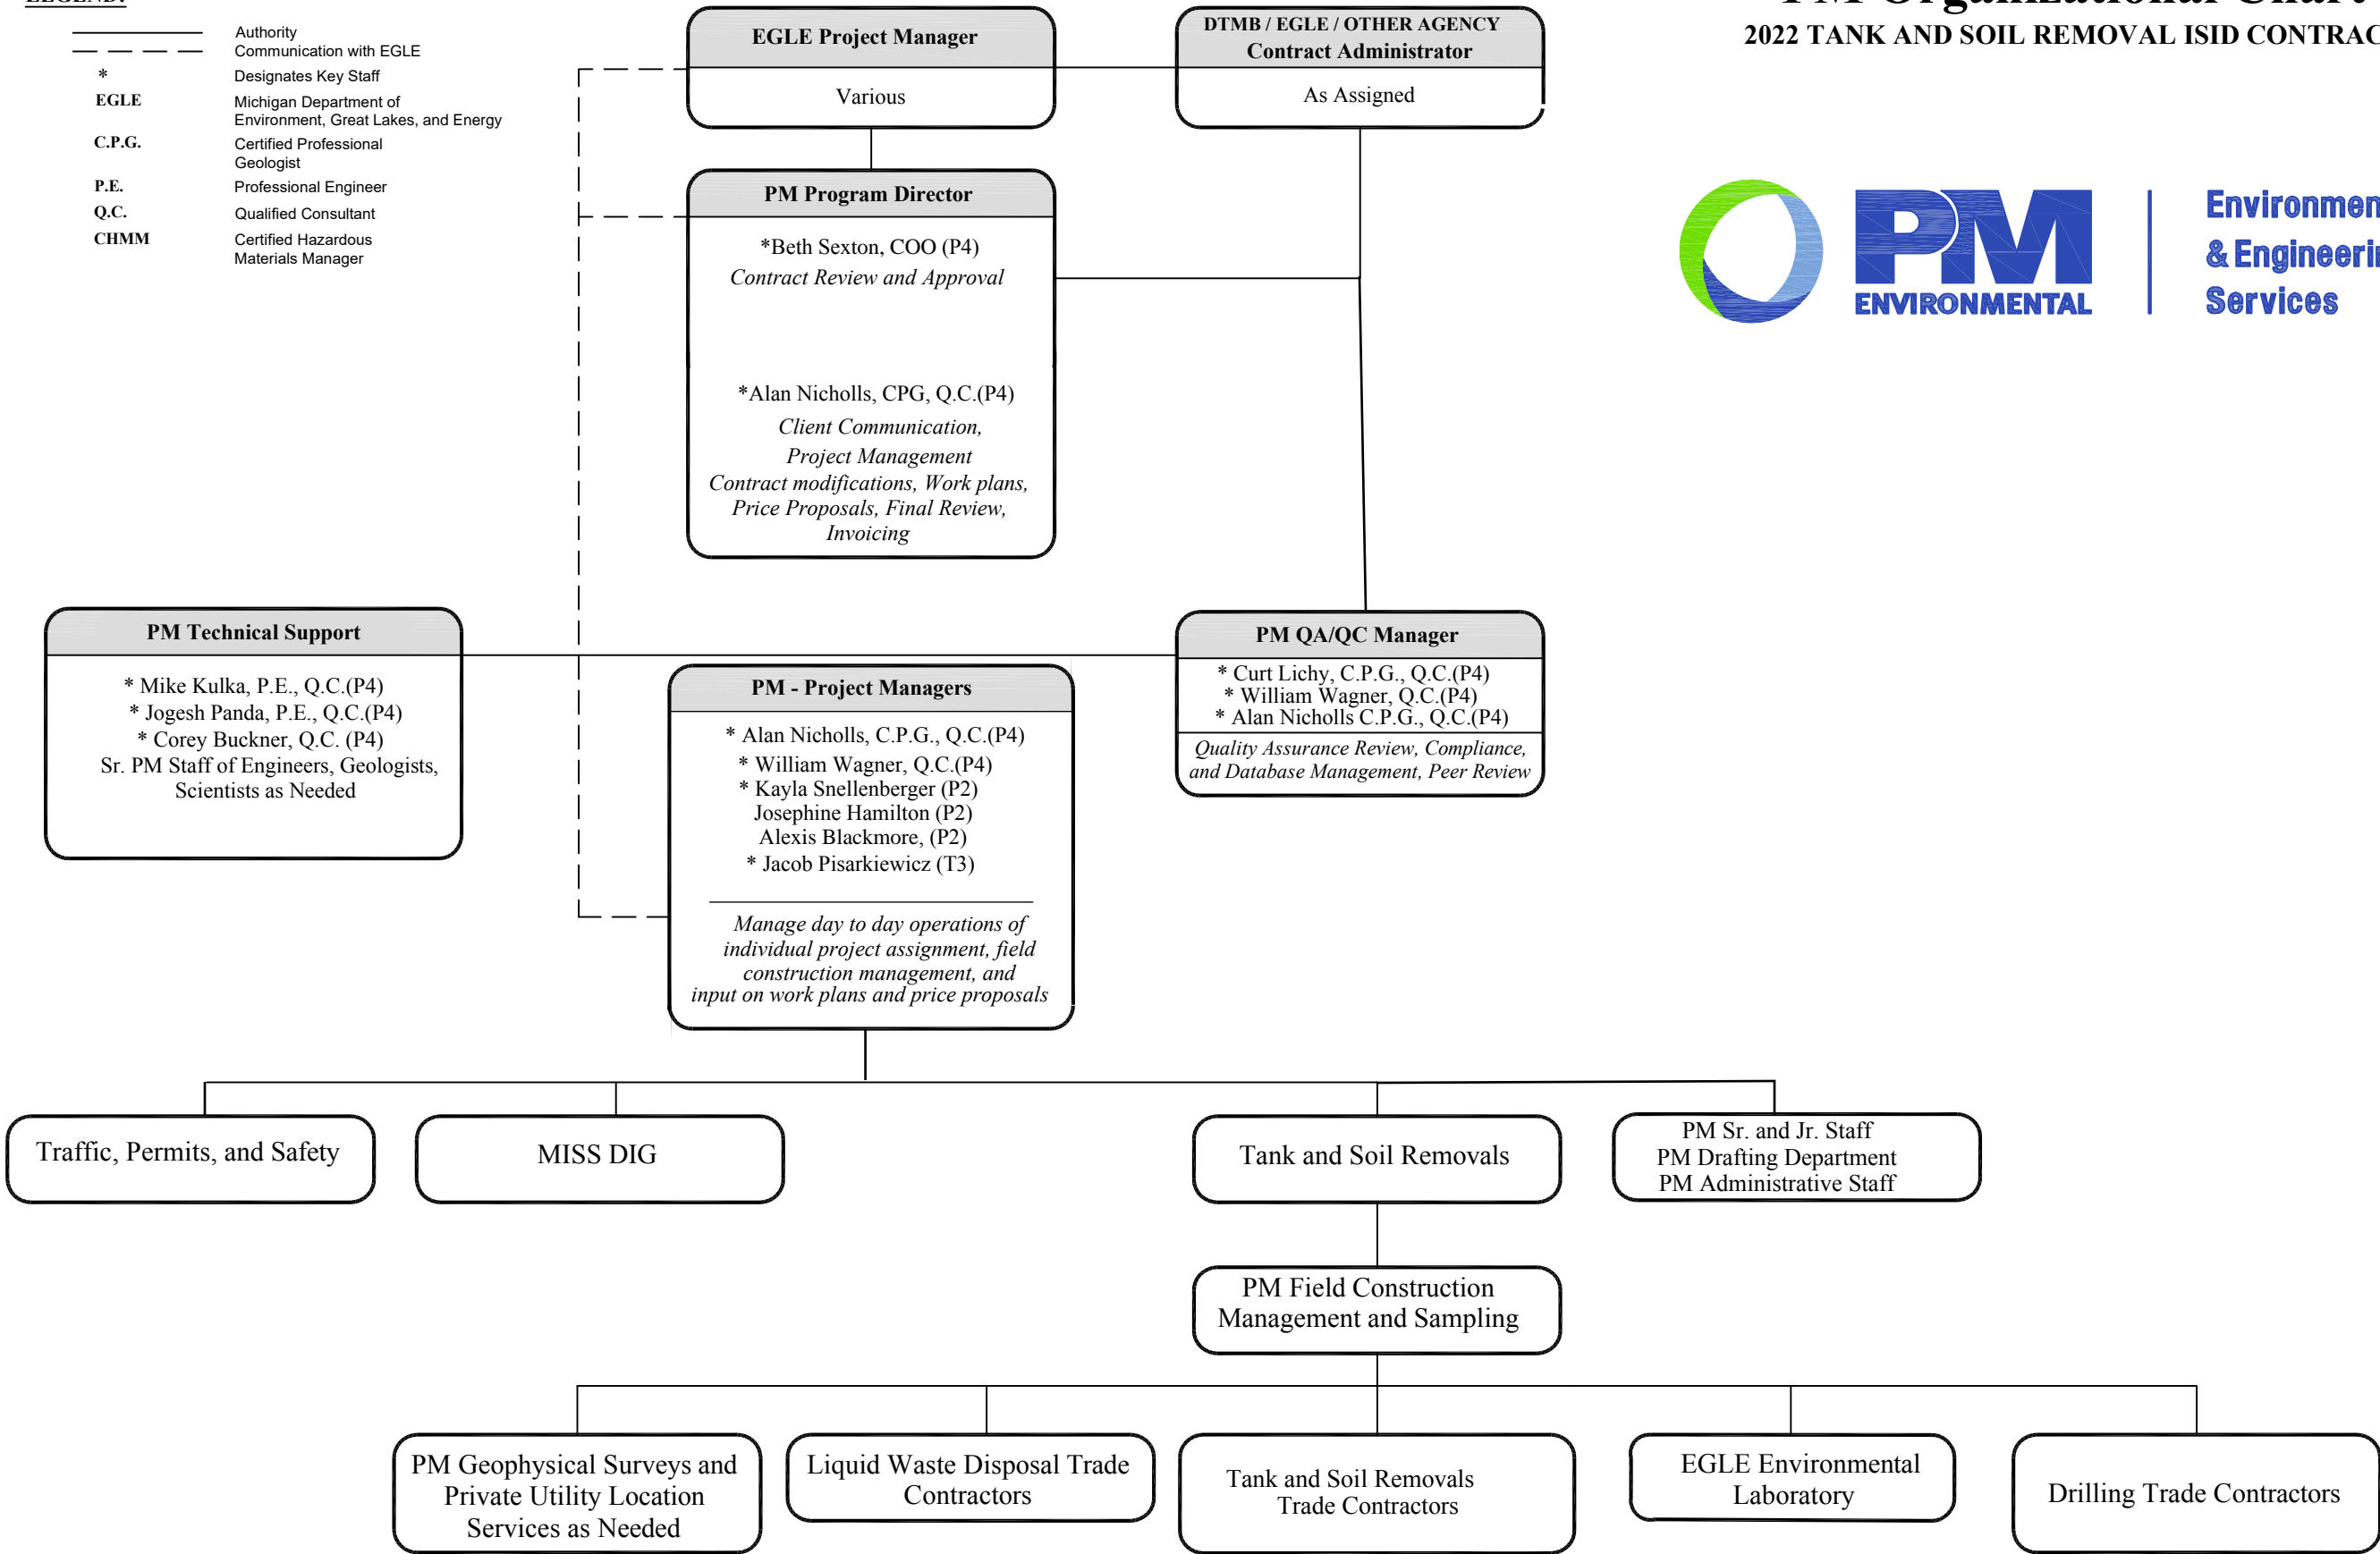 LEGEND:
Authority
Communication with EGLE
* Designates Key Staff
EGLE Michigan Department of
Environment, Great Lakes, and Energy
C.P.G. Certified Professional
Geologist
P.E. Professional Engineer
Q.C. Qualified Consultant
CHMM Certified Hazardous
Materials Manager
PM Organizational Chart
2022 TANK AND SOIL REMOVAL ISID CONTRAC
EGLE Project Manager
Various
DTMB / EGLE / OTHER AGENCY
Contract Administrator
As Assigned
PM
ENVIRONMENTAL
Environmen
& Engineerin
Services
PM Program Director
*Beth Sexton, COO (P4)
Contract Review and Approval
*Alan Nicholls, CPG, Q.C.(P4)
Client Communication,
Project Management
Contract modifications, Work plans,
Price Proposals, Final Review,
Invoicing
PM Technical Support
* Mike Kulka, P.E., Q.C.(P4)
* Jogesh Panda, P.E., Q.C.(P4)
* Corey Buckner, Q.C. (P4)
Sr. PM Staff of Engineers, Geologists,
Scientists as Needed
PM - Project Managers
* Alan Nicholls, C.P.G., Q.C.(P4)
* William Wagner, Q.C.(P4)
* Kayla Snellenberger (P2)
Josephine Hamilton (P2)
Alexis Blackmore, (P2)
* Jacob Pisarkiewicz (T3)
Manage day to day operations of
individual project assignment, field
construction management, and
input on work plans and price proposals
PM QA/QC Manager
* Curt Lichy, C.P.G., Q.C.(P4)
* William Wagner, Q.C.(P4)
* Alan Nicholls C.P.G., Q.C.(P4)
Quality Assurance Review, Compliance,
and Database Management, Peer Review
Traffic, Permits, and Safety
MISS DIG
Tank and Soil Removals
PM Sr. and Jr. Staff
PM Drafting Department
PM Administrative Staff
PM Field Construction
Management and Sampling
PM Geophysical Surveys and
Private Utility Location
Services as Needed
Liquid Waste Disposal Trade
Contractors
Tank and Soil Removals
Trade Contractors
EGLE Environmental
Laboratory
Drilling Trade Contractors